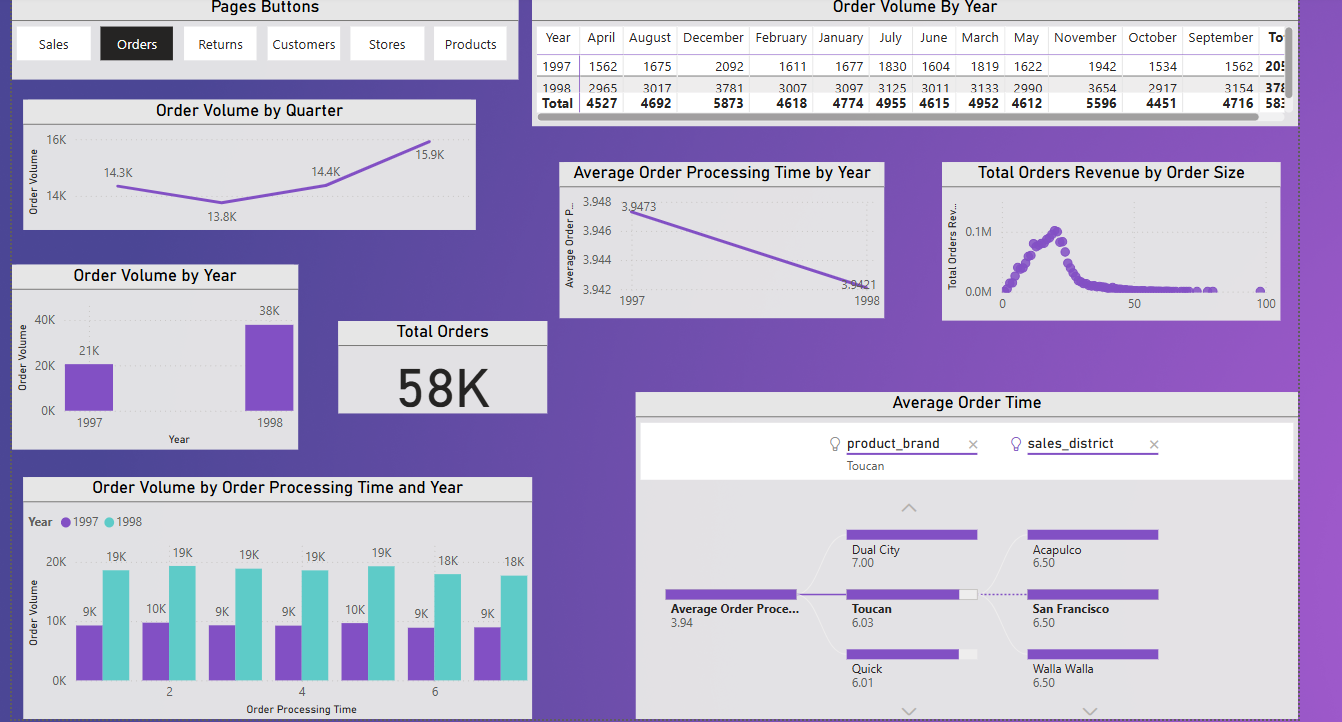 Pages Buttons
Sales Orders Returns Customers Stores Products
Order Volume By Year
Year April August December February January July June March May November October September To
1997 1562 1675 2092 1611 1677 1830 1604 1819 1622 1942 1534 1562 205
1998 2965 3017 3781 3007 3097 3125 3011 3133 2990 3654 2917 3154 378
Total 4527 4692 5873 4618 4774 4955 4615 4952 4612 5596 4451 4716 583
Order Volume by Quarter
Order Volume
16K
14K
14.3K
13.8K
14.4K
15.9K
Average Order Processing Time by Year
Average Order P...
3.948
3.946
3.944
3.942
3.9473
3.9421
1997 1998
Total Orders Revenue by Order Size
Total Orders Rev...
0.1M
0.0M
0 50 100
Order Volume by Year
Order Volume
40K
20K
0K
21K
38K
1997 1998
Year
Total Orders
58K
Average Order Time
product_brand × sales_district ×
Toucan
Average Order Proce...
3.94
Dual City
7.00
Toucan
6.03
Quick
6.01
Acapulco
6.50
San Francisco
6.50
Walla Walla
6.50
Order Volume by Order Processing Time and Year
Year 1997 1998
Order Volume
20K
10K
0K
9K 19K 10K 19K 9K 19K 9K 19K 10K 19K 9K 18K 9K 18K
2 4 6
Order Processing Time